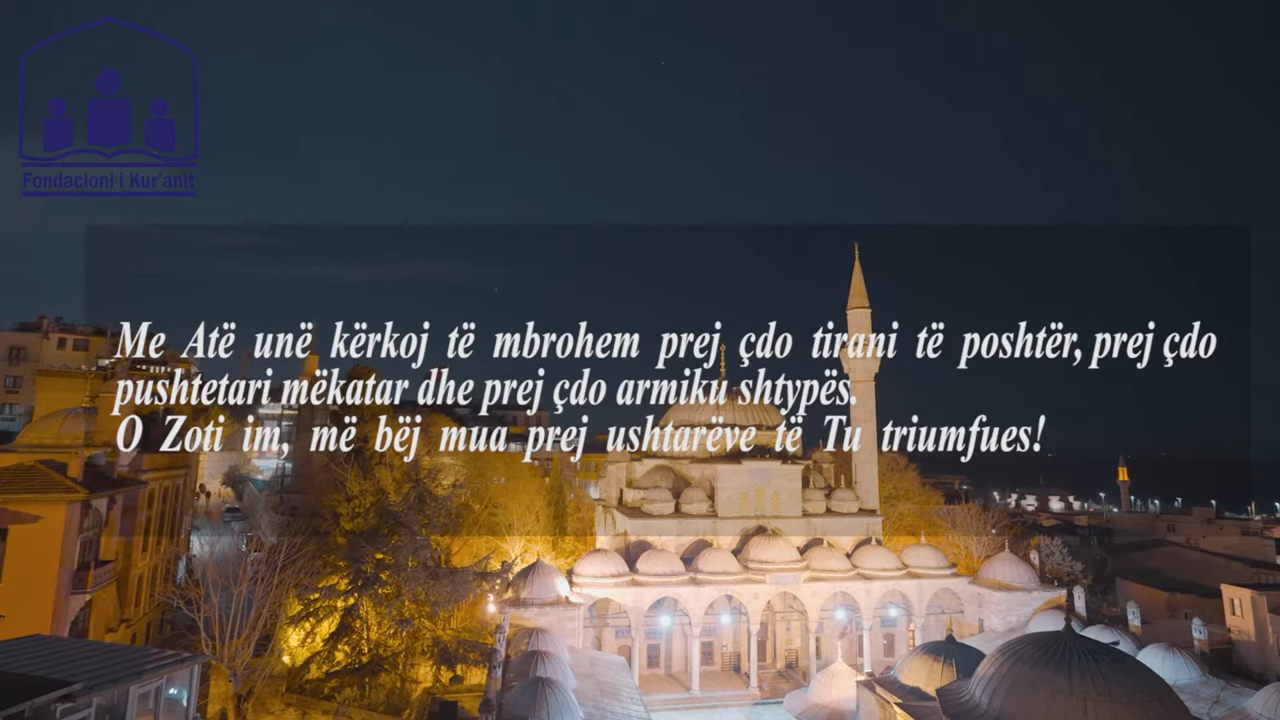 Fondacioni i Kur'anit
Me Atë unë kërkoj të mbrohem prej çdo tirani të poshtër, prej çdo
pushtetari mëkatar dhe prej çdo armiku shtypës.
O Zoti im, më bëj mua prej ushtarëve të Tu triumfues!